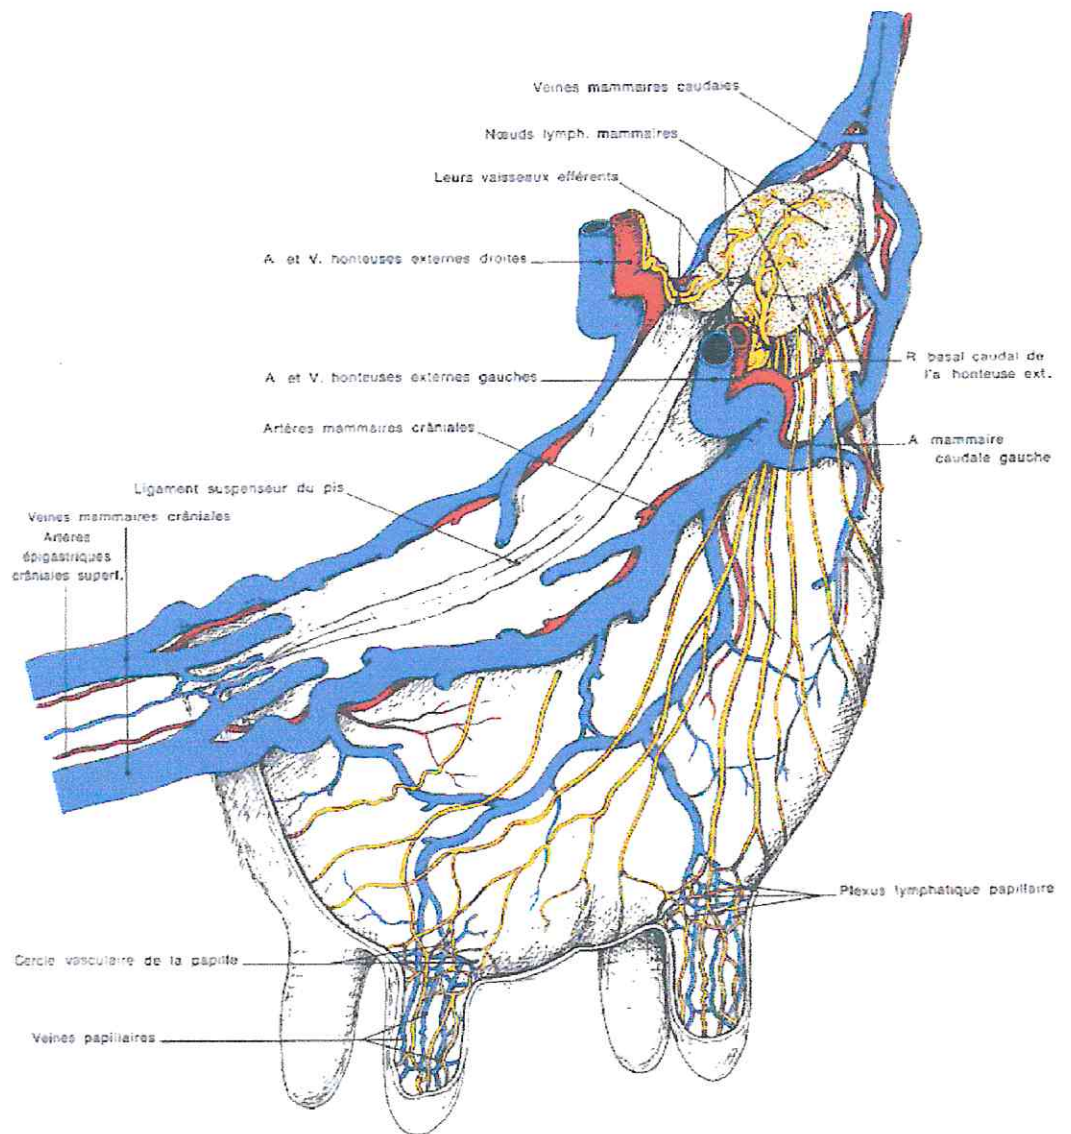 Veines mammaires caudales
Nœuds lymph. mammaires
Leurs vaisseaux efférents
A. et V. honteuses externes droites
R basal caudal de
l'a honteuse ext.
A. et V. honteuses externes gauches
Artères mammaires crâniales
A mammaire
caudale gauche
Ligament suspenseur du pis
Veines mammaires crâniales
Artères
épigastriques
crâniales superf.
Plexus lymphatique papillaire
Cercle vasculaire de la papille
Veines papillaires